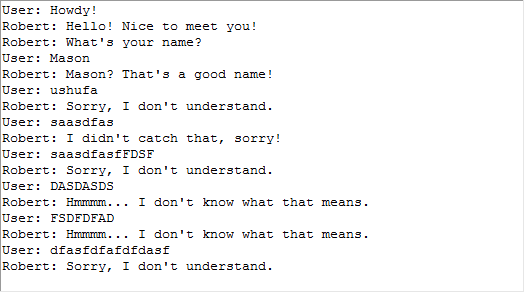 User: Howdy!
Robert: Hello! Nice to meet you!
Robert: What's your name?
User: Mason
Robert: Mason? That's a good name!
User: ushufa
Robert: Sorry, I don't understand.
User: saasdfas
Robert: I didn't catch that, sorry!
User: saasdfasfFDSF
Robert: Sorry, I don't understand.
User: DASDASDS
Robert: Hmmmm... I don't know what that means.
User: FSDFDFAD
Robert: Hmmmm... I don't know what that means.
User: dfasfdfafdfdasf
Robert: Sorry, I don't understand.